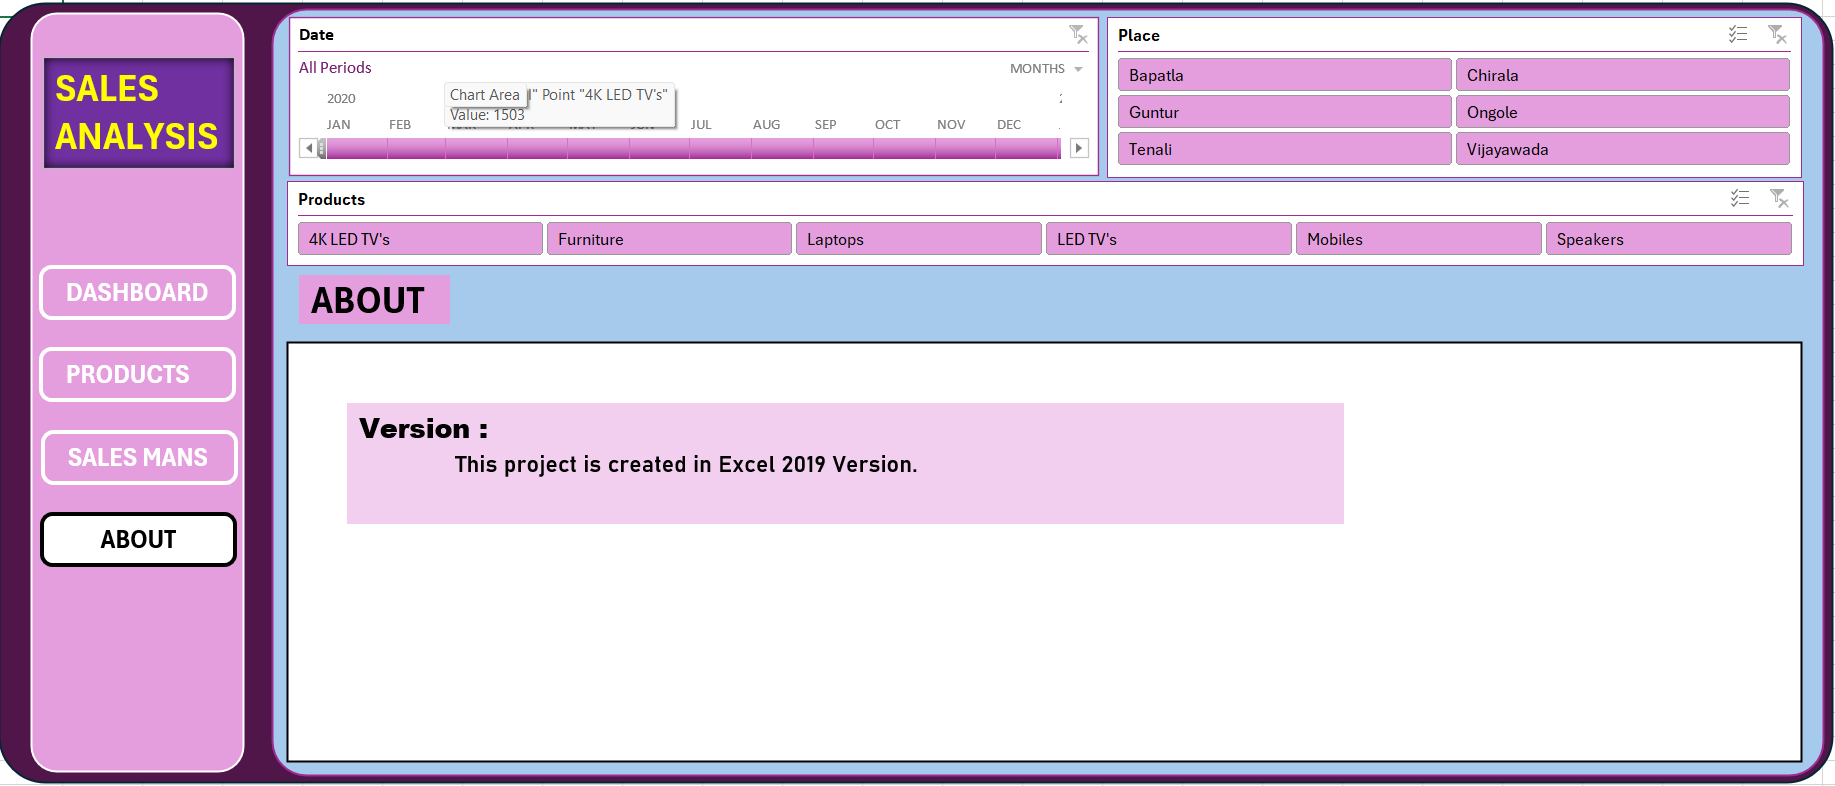 SALES
ANALYSIS
DASHBOARD
PRODUCTS
SALES MANS
ABOUT
Date
All Periods
MONTHS
2020
Chart Area
Point "4K LED TV's"
Value: 1503
JAN FEB JUL AUG SEP OCT NOV DEC
Place
Bapatla Chirala
Guntur Ongole
Tenali Vijayawada
Products
4K LED TV's Furniture Laptops LED TV's Mobiles Speakers
ABOUT
Version :
This project is created in Excel 2019 Version.